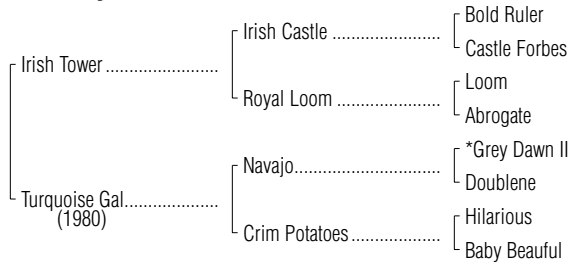 Bold Ruler
Irish Castle ......................
Castle Forbes
Irish Tower .......................
Loom
Royal Loom .....................
Abrogate
*Grey Dawn II
Navajo.............................
Doublene
Turquoise Gal...................
(1980)
Hilarious
Crim Potatoes..................
Baby Beauful